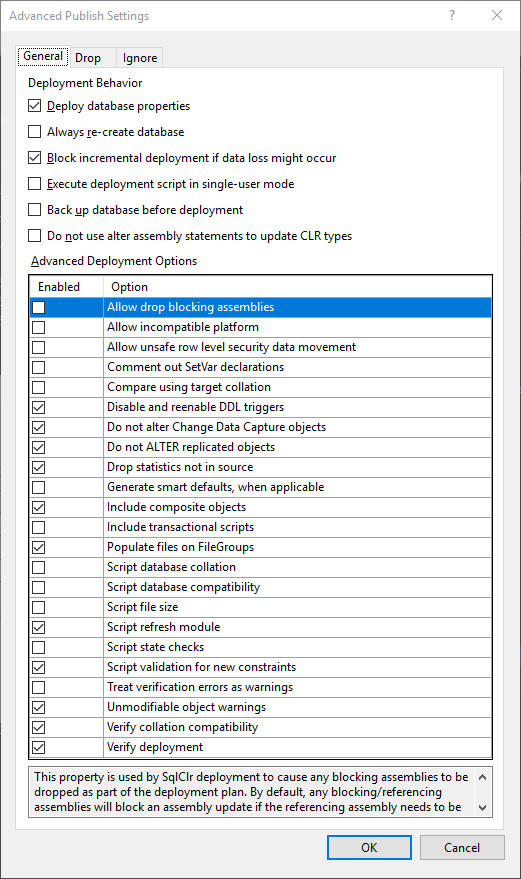 Advanced Publish Settings
?
General Drop Ignore
Deployment Behavior
Deploy database properties
Always re-create database
Block incremental deployment if data loss might occur
Execute deployment script in single-user mode
Back up database before deployment
Do not use alter assembly statements to update CLR types
Advanced Deployment Options
Enabled Option
Allow drop blocking assemblies
Allow incompatible platform
Allow unsafe row level security data movement
Comment out SetVar declarations
Compare using target collation
Disable and reenable DDL triggers
Do not alter Change Data Capture objects
Do not ALTER replicated objects
Drop statistics not in source
Generate smart defaults, when applicable
Include composite objects
Include transactional scripts
Populate files on FileGroups
Script database collation
Script database compatibility
Script file size
Script refresh module
Script state checks
Script validation for new constraints
Treat verification errors as warnings
Unmodifiable object warnings
Verify collation compatibility
Verify deployment
This property is used by SqlClr deployment to cause any blocking assemblies to be
dropped as part of the deployment plan. By default, any blocking/referencing
assemblies will block an assembly update if the referencing assembly needs to be
OK Cancel